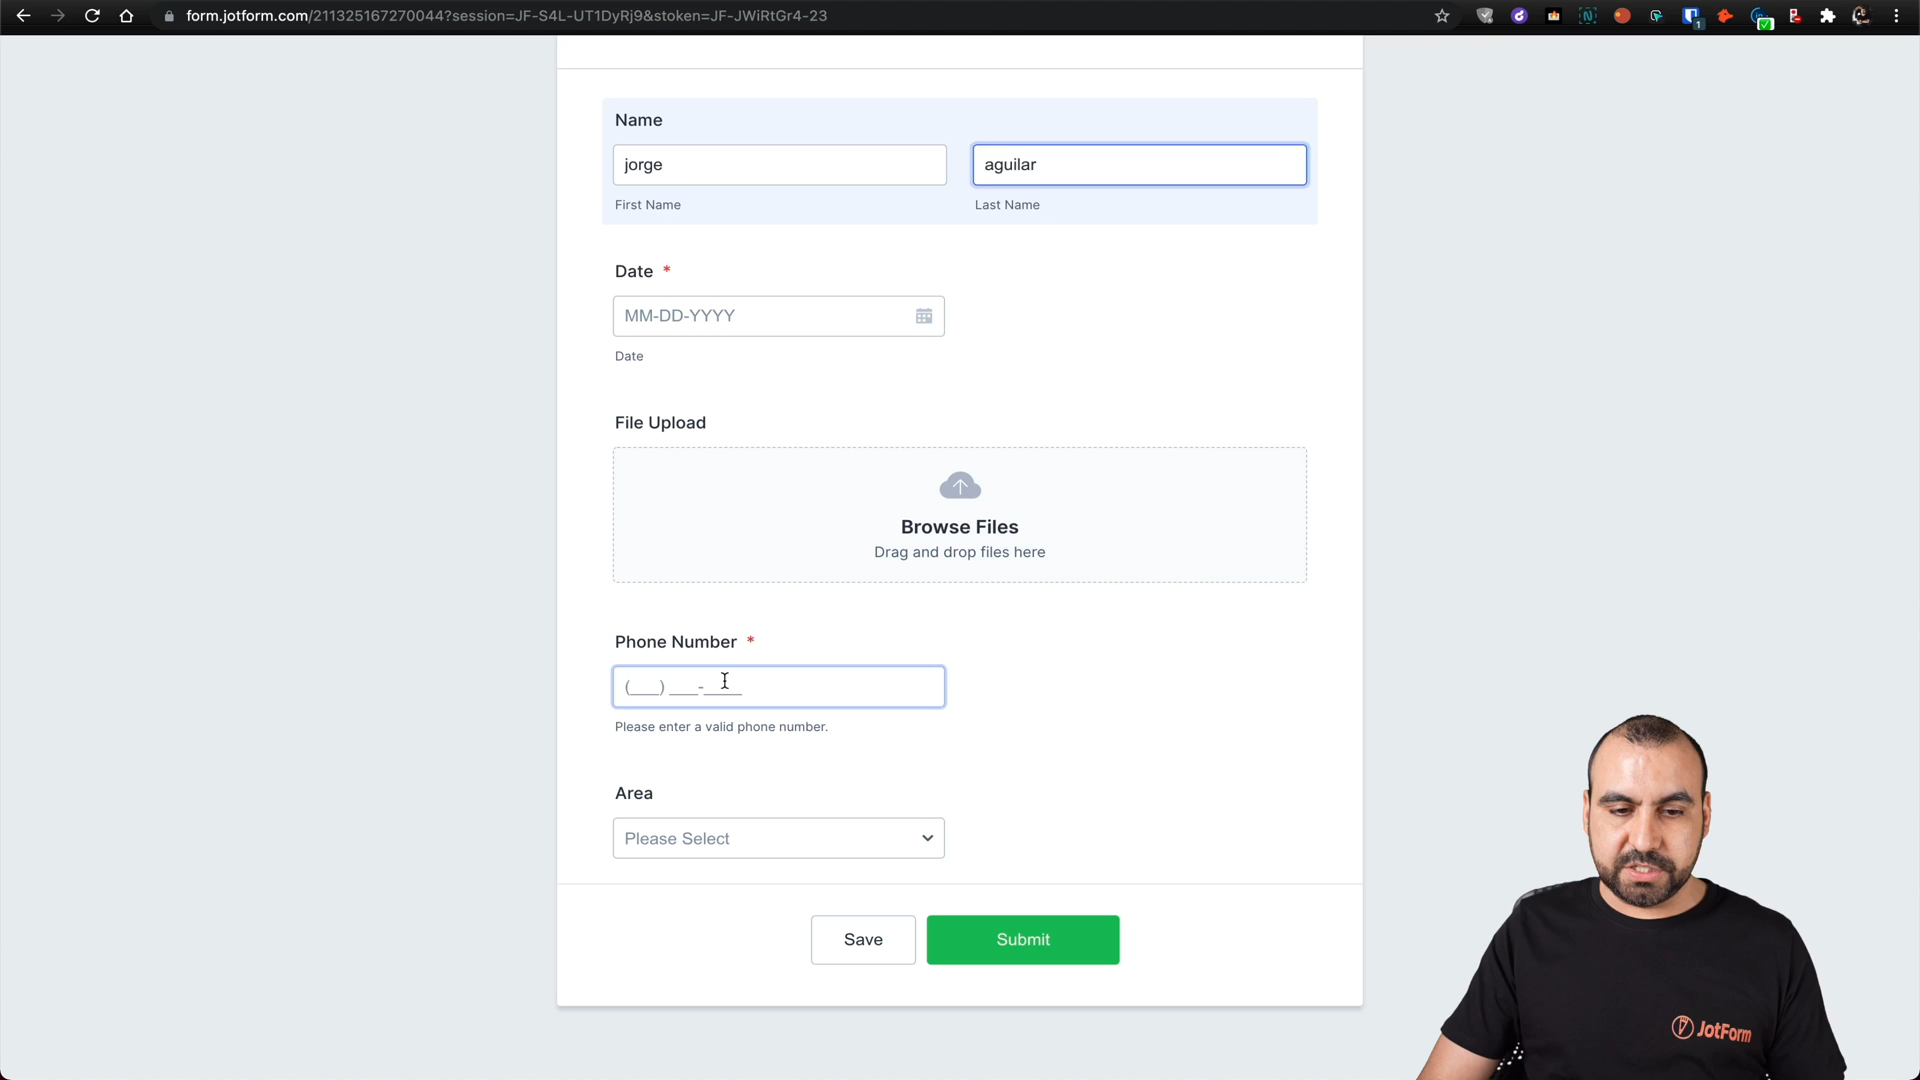 form.jotform.com/211325167270044?session=JF-S4L-UT1DyRj9&stoken=JF-JWiRtGr4-23
1
Name
jorge
aguilar
First Name
Last Name
Date *
MM-DD-YYYY
Date
File Upload
Browse Files
Drag and drop files here
Phone Number *
(___) ___-____
Please enter a valid phone number.
Area
Please Select
Save
Submit
JotForm